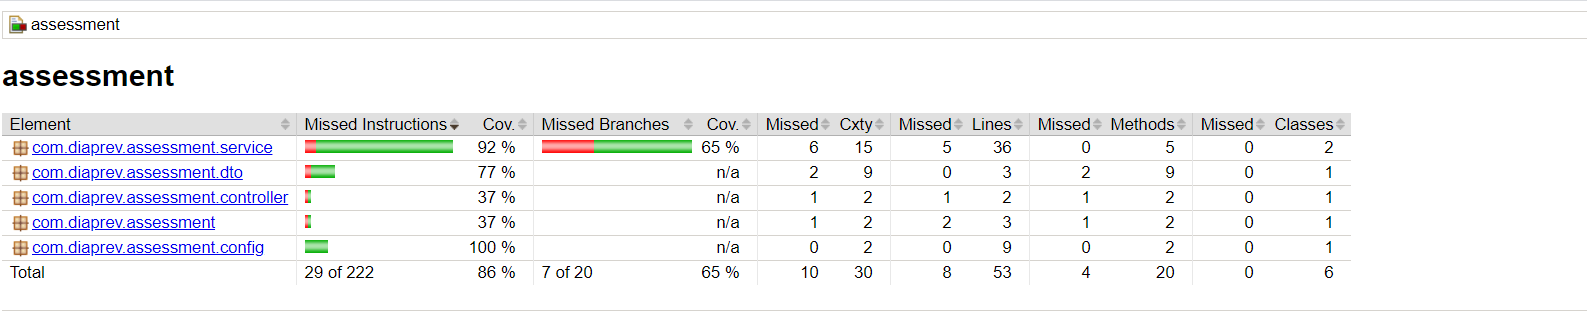 assessment
assessment
Element Missed Instructions Cov. Missed Branches Cov. Missed Cxty Missed Lines Missed Methods Missed Classes
com.diaprev.assessment.service 92 % 65 % 6 15 5 36 0 5 0 2
com.diaprev.assessment.dto 77 % n/a 2 9 0 3 2 9 0 1
com.diaprev.assessment.controller 37 % n/a 1 2 1 2 1 2 0 1
com.diaprev.assessment 37 % n/a 1 2 2 3 1 2 0 1
com.diaprev.assessment.config 100 % n/a 0 2 0 9 0 2 0 1
Total 29 of 222 86 % 7 of 20 65 % 10 30 8 53 4 20 0 6